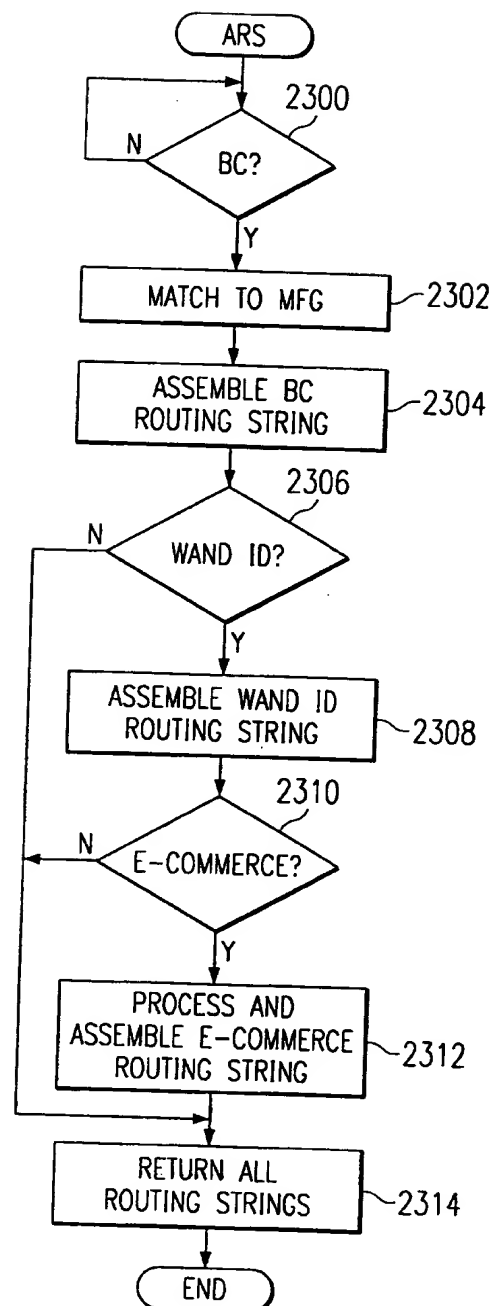 ARS
2300
N
BC?
Y
MATCH TO MFG
2302
ASSEMBLE BC
ROUTING STRING
2304
2306
N
WAND ID?
Y
ASSEMBLE WAND ID
ROUTING STRING
2308
2310
N
E-COMMERCE?
Y
PROCESS AND
ASSEMBLE E-COMMERCE
ROUTING STRING
2312
RETURN ALL
ROUTING STRINGS
2314
END